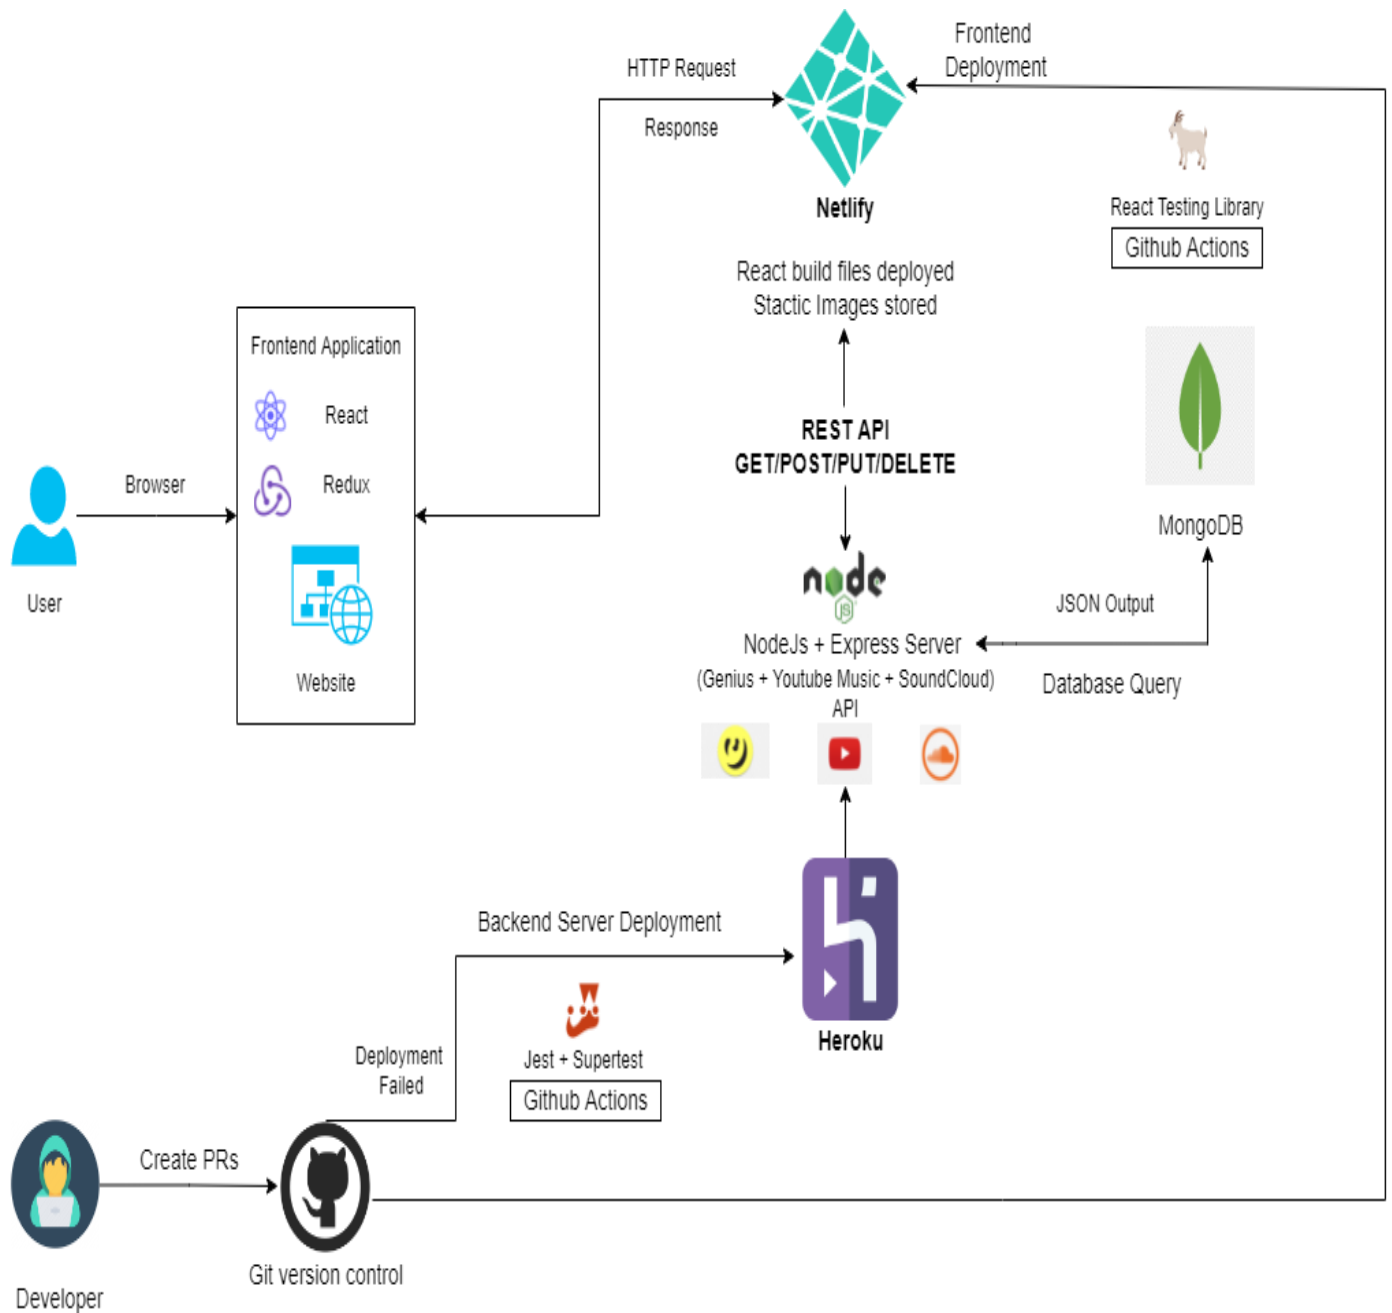 Frontend
Deployment
HTTP Request
Response
Netlify
React Testing Library
Github Actions
React build files deployed
Stactic Images stored
Frontend Application
React
Redux
Website
Browser
User
REST API
GET/POST/PUT/DELETE
MongoDB
node
JS
NodeJs + Express Server
(Genius + Youtube Music + SoundCloud)
API
JSON Output
Database Query
Backend Server Deployment
Heroku
Deployment
Failed
Jest + Supertest
Github Actions
Create PRs
Git version control
Developer